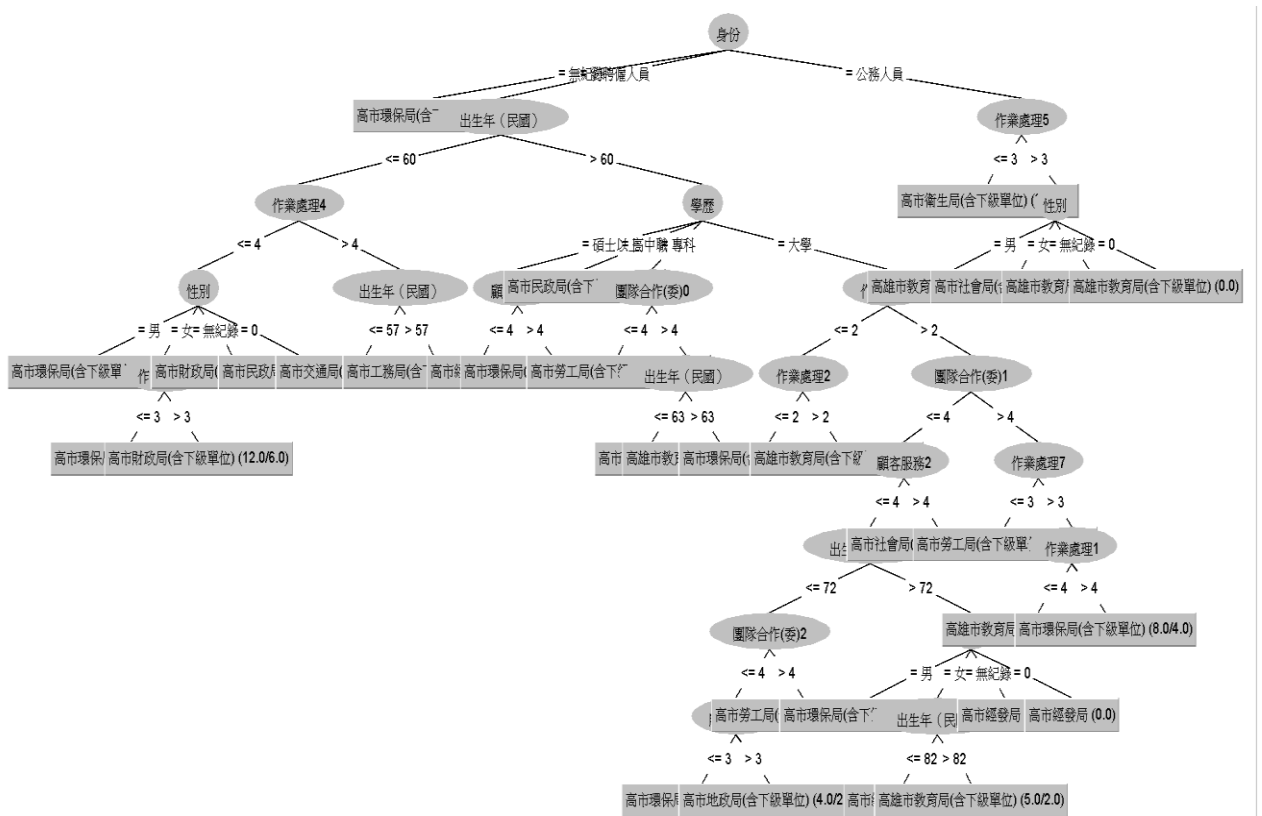 身份
= 公務人員
高市環保局(含
出生年（民國）
作業處理5
<= 60
> 60
<= 3 > 3
作業處理4
學歷
高市衛生局(含下級單位)
性別
<= 4
> 4
= 碩士
專科
= 大學
= 男 = 女 = 無紀錄 = 0
性別
出生年（民國）
高市民政局(含下
團隊合作(委)0
高雄市教育
高市社會局(
高雄市教育
高雄市教育局(含下級單位) (0.0)
= 男 = 女 = 無紀錄 = 0
<= 57 > 57
<= 4 > 4
<= 4 > 4
<= 2
> 2
高市環保局(含下級單
高市財政局(
高市民政局
高市交通局(
高市工務局(含
高市環保局(
高市勞工局(含下
出生年（民國）
作業處理2
團隊合作(委)1
<= 3 > 3
<= 63 > 63
<= 2 > 2
<= 4
> 4
高市環保
高市財政局(含下級單位) (12.0/6.0)
高市
高雄市教
高市環保局(
高雄市教育局(含下級
顧客服務2
作業處理7
<= 4 > 4
<= 3 > 3
高市社會局(
高市勞工局(含下級單
作業處理1
<= 72
> 72
<= 4 > 4
團隊合作(委)2
高雄市教育局
高市環保局(含下級單位) (8.0/4.0)
<= 4 > 4
= 男 = 女 = 無紀錄 = 0
高市勞工局(
高市環保局(含下
出生年（民
高市經發局
高市經發局 (0.0)
<= 3 > 3
<= 82 > 82
高市環保
高市地政局(含下級單位) (4.0/2
高市
高雄市教育局(含下級單位) (5.0/2.0)